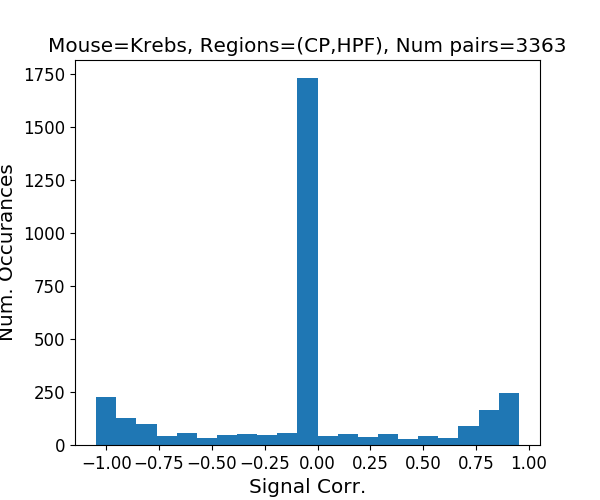 Mouse=Krebs, Regions=(CP,HPF), Num pairs=3363
1750
1500
1250
1000
750
500
250
0
Num. Occurances
−1.00 −0.75 −0.50 −0.25 0.00 0.25 0.50 0.75 1.00
Signal Corr.